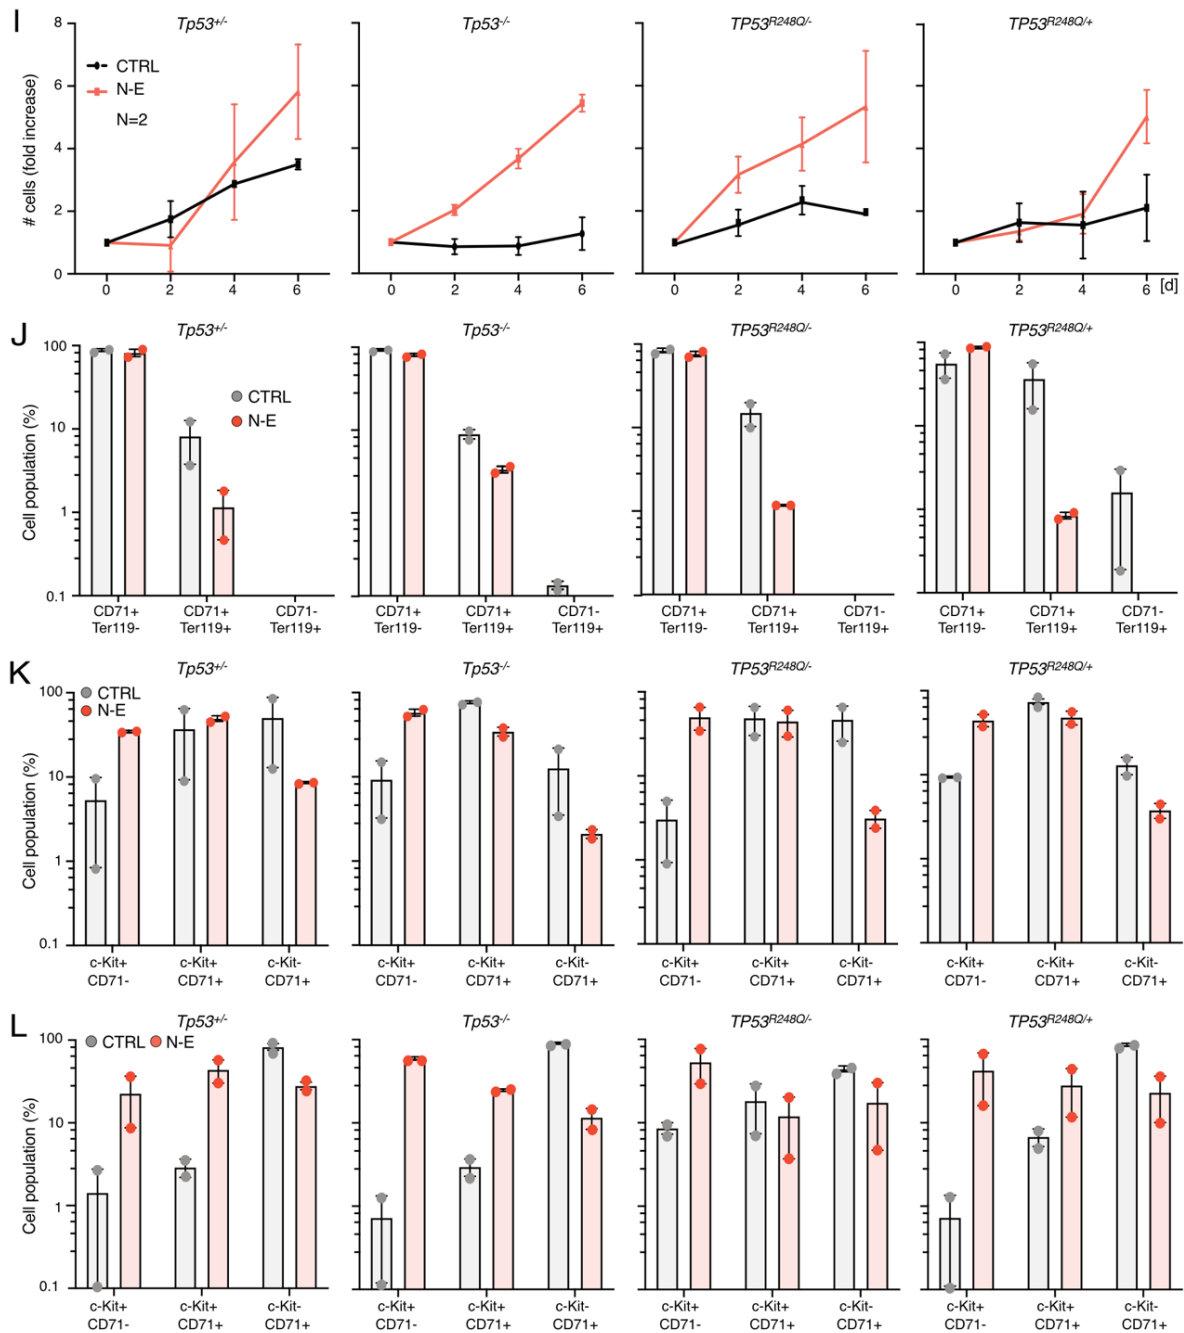 I
Tp53+/-
Tp53-/-
TP53R248Q/-
TP53R248Q/+
# cells (fold increase)
8
6
4
2
0
CTRL
N-E
N=2
0 2 4 6
0 2 4 6
0 2 4 6
0 2 4 6 [d]
J
Tp53+/-
Tp53-/-
TP53R248Q/-
TP53R248Q/+
Cell population (%)
100
10
1
0.1
CTRL
N-E
CD71+ CD71+ CD71-
Ter119- Ter119+ Ter119+
CD71+ CD71+ CD71-
Ter119- Ter119+ Ter119+
CD71+ CD71+ CD71-
Ter119- Ter119+ Ter119+
CD71+ CD71+ CD71-
Ter119- Ter119+ Ter119+
K
Tp53+/-
Tp53-/-
TP53R248Q/-
TP53R248Q/+
Cell population (%)
100
10
1
0.1
CTRL
N-E
c-Kit+ c-Kit+ c-Kit-
CD71- CD71+ CD71+
c-Kit+ c-Kit+ c-Kit-
CD71- CD71+ CD71+
c-Kit+ c-Kit+ c-Kit-
CD71- CD71+ CD71+
c-Kit+ c-Kit+ c-Kit-
CD71- CD71+ CD71+
L
Tp53+/-
Tp53-/-
TP53R248Q/-
TP53R248Q/+
Cell population (%)
100
10
1
0.1
CTRL N-E
c-Kit+ c-Kit+ c-Kit-
CD71- CD71+ CD71+
c-Kit+ c-Kit+ c-Kit-
CD71- CD71+ CD71+
c-Kit+ c-Kit+ c-Kit-
CD71- CD71+ CD71+
c-Kit+ c-Kit+ c-Kit-
CD71- CD71+ CD71+